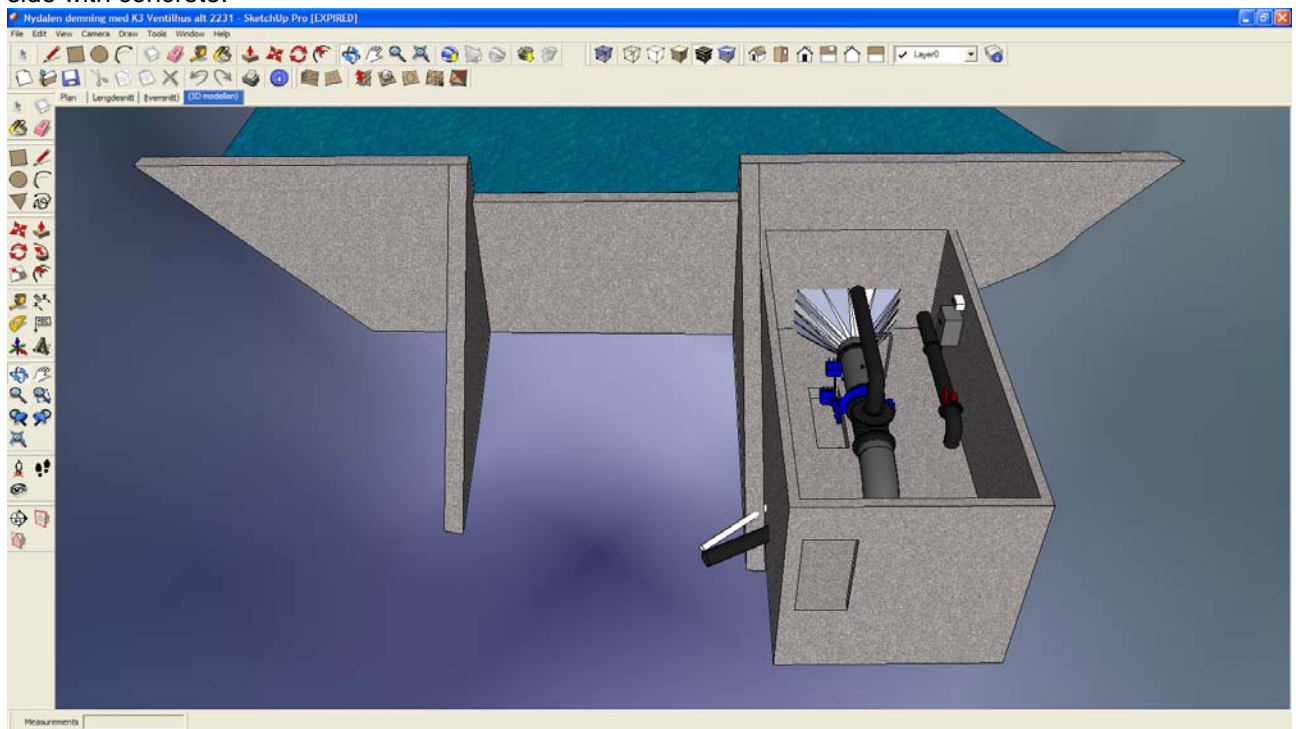 side with concrete.
Nydalen demning med K3 Ventilhus alt 2231 - SketchUp Pro [EXPIRED]
File Edit View Camera Draw Tools Window Help
Layer0
Plan Lengdesnitt (tverrsnitt) (3D modellen)
Measurements